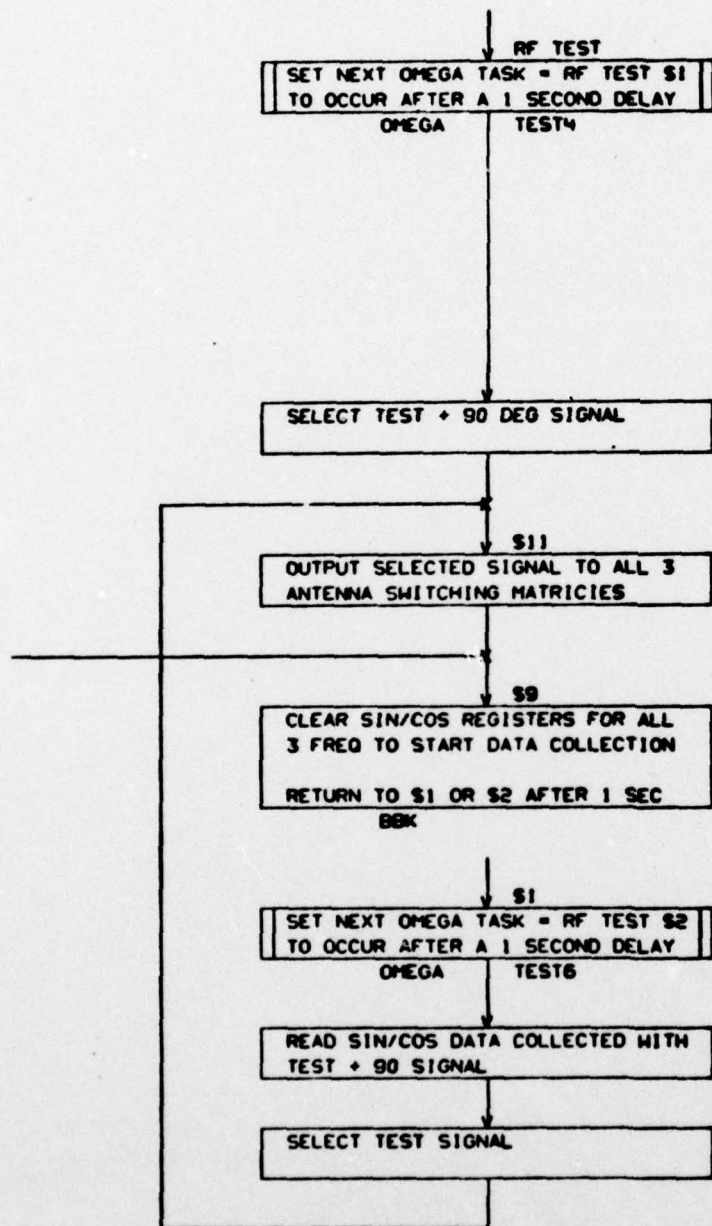 RF TEST
SET NEXT OMEGA TASK = RF TEST $1
TO OCCUR AFTER A 1 SECOND DELAY
OMEGA TEST4
SELECT TEST + 90 DEG SIGNAL
$11
OUTPUT SELECTED SIGNAL TO ALL 3
ANTENNA SWITCHING MATRICIES
$9
CLEAR SIN/COS REGISTERS FOR ALL
3 FREQ TO START DATA COLLECTION
RETURN TO $1 OR $2 AFTER 1 SEC
BBK
$1
SET NEXT OMEGA TASK = RF TEST $2
TO OCCUR AFTER A 1 SECOND DELAY
OMEGA TEST6
READ SIN/COS DATA COLLECTED WITH
TEST + 90 SIGNAL
SELECT TEST SIGNAL